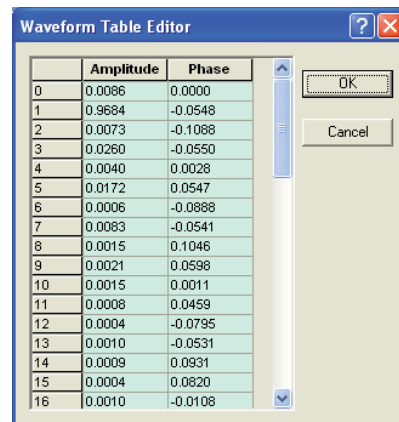 Waveform Table Editor
Amplitude Phase
0 0.0086 0.0000
OK
1 0.9684 -0.0548
2 0.0073 -0.1088
Cancel
3 0.0260 -0.0550
4 0.0040 0.0028
5 0.0172 0.0547
6 0.0006 -0.0888
7 0.0083 -0.0541
8 0.0015 0.1046
9 0.0021 0.0598
10 0.0015 0.0011
11 0.0008 0.0459
12 0.0004 -0.0795
13 0.0010 -0.0531
14 0.0009 0.0931
15 0.0004 0.0820
16 0.0010 -0.0108